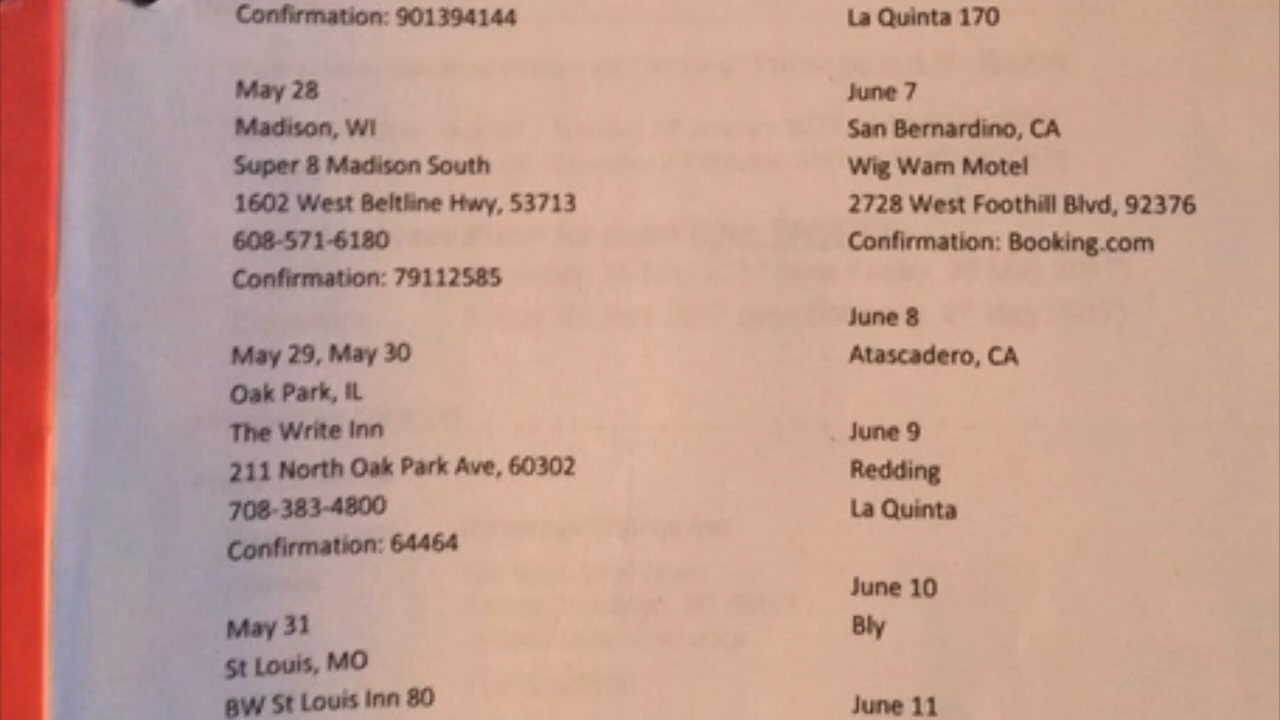 Confirmation: 901394144
May 28
Madison, WI
Super 8 Madison South
1602 West Beltline Hwy, 53713
608-571-6180
Confirmation: 79112585
May 29, May 30
Oak Park, IL
The Write Inn
211 North Oak Park Ave, 60302
708-383-4800
Confirmation: 64464
May 31
St Louis, MO
BW St Louis Inn 80
La Quinta 170
June 7
San Bernardino, CA
Wig Wam Motel
2728 West Foothill Blvd, 92376
Confirmation: Booking.com
June 8
Atascadero, CA
June 9
Redding
La Quinta
June 10
Bly
June 11